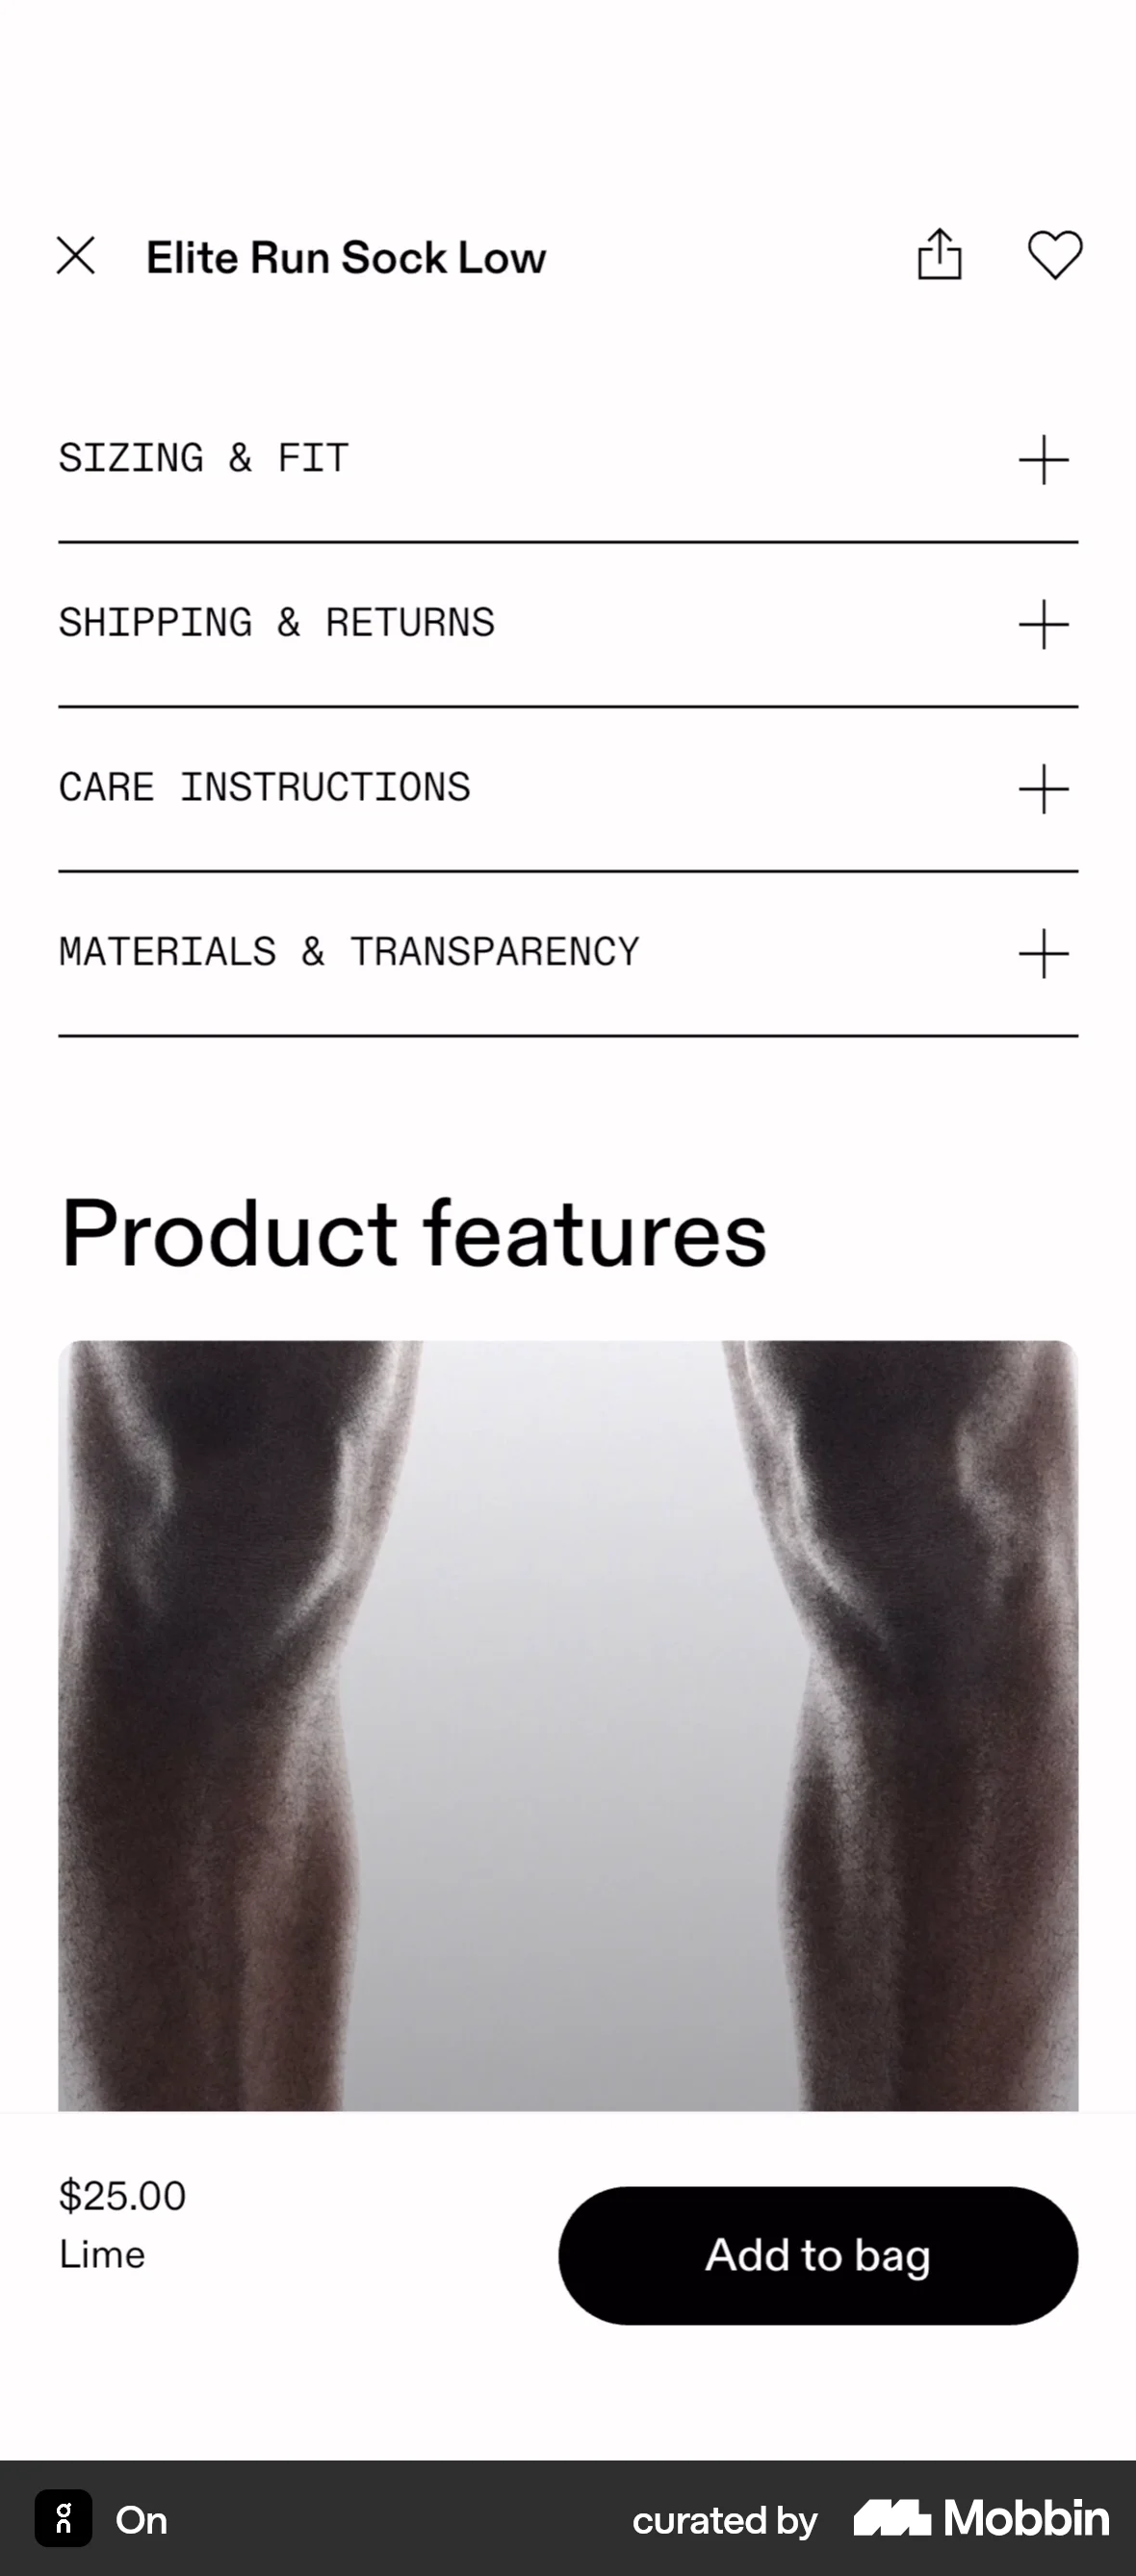 Elite Run Sock Low
SIZING & FIT
SHIPPING & RETURNS
CARE INSTRUCTIONS
MATERIALS & TRANSPARENCY
Product features
$25.00
Lime
Add to bag
On
curated by Mobbin